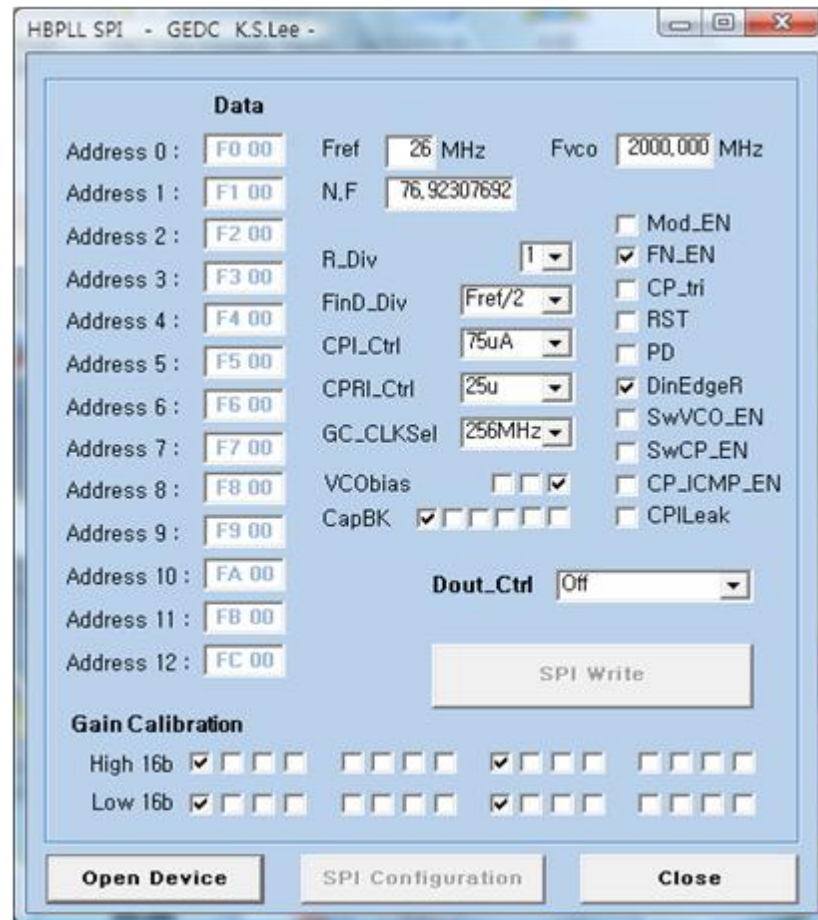 HBPLL SPI - GEDC K.S.Lee -
Data
Address 0 : F0 00 Fref 26 MHz Fvco 2000,000 MHz
Address 1 : F1 00 N.F 76,92307692
Address 2 : F2 00 Mod_EN
R_Div 1 FN_EN
Address 3 : F3 00 CP_tri
FinD_Div Fref/2
Address 4 : F4 00 RST
CPI_Ctrl 75uA
Address 5 : F5 00 PD
CPRI_Ctrl 25u DinEdgeR
Address 6 : F6 00 SwVCO_EN
GC_CLKSel 256MHz
Address 7 : F7 00 SwCP_EN
Address 8 : F8 00 VCObias CP_ICMP_EN
Address 9 : F9 00 CapBK CPILeak
Address 10 : FA 00 Dout_Ctrl Off
Address 11 : FB 00
Address 12 : FC 00 SPI Write
Gain Calibration
High 16b
Low 16b
Open Device SPI Configuration Close